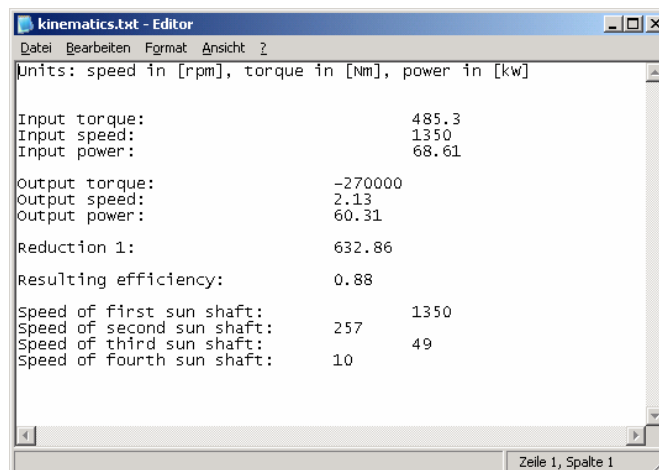 kinematics.txt - Editor
Datei Bearbeiten Format Ansicht ?
Units: speed in [rpm], torque in [Nm], power in [kW]
Input torque: 485.3
Input speed: 1350
Input power: 68.61
Output torque: -270000
Output speed: 2.13
Output power: 60.31
Reduction 1: 632.86
Resulting efficiency: 0.88
Speed of first sun shaft: 1350
Speed of second sun shaft: 257
Speed of third sun shaft: 49
Speed of fourth sun shaft: 10
Zeile 1, Spalte 1